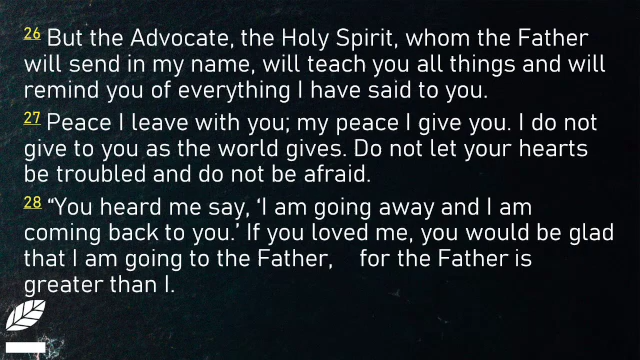 26 But the Advocate, the Holy Spirit, whom the Father
will send in my name, will teach you all things and will
remind you of everything I have said to you.
27 Peace I leave with you; my peace I give you. I do not
give to you as the world gives. Do not let your hearts
be troubled and do not be afraid.
28 “You heard me say, ‘I am going away and I am
coming back to you.’ If you loved me, you would be glad
that I am going to the Father, for the Father is
greater than I.